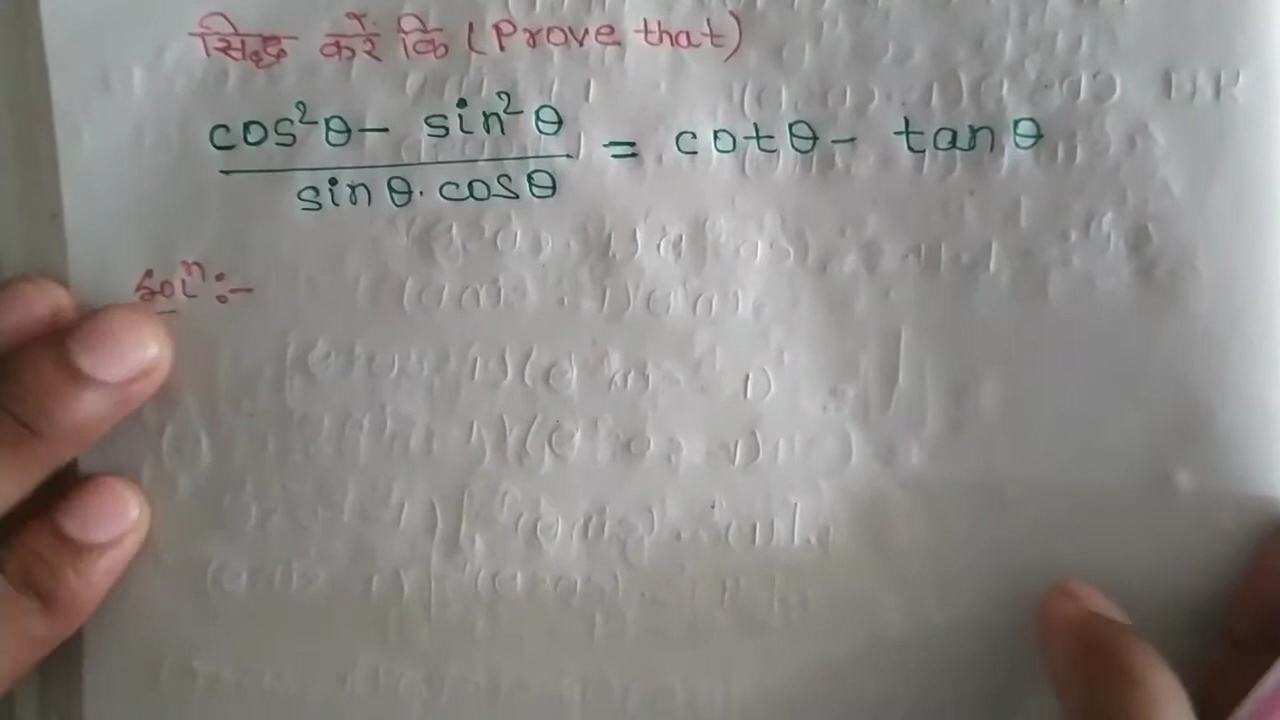 सिद्ध करें कि (Prove that)
cos²θ - sin²θ / sinθ·cosθ = cotθ - tanθ
Solⁿ:-